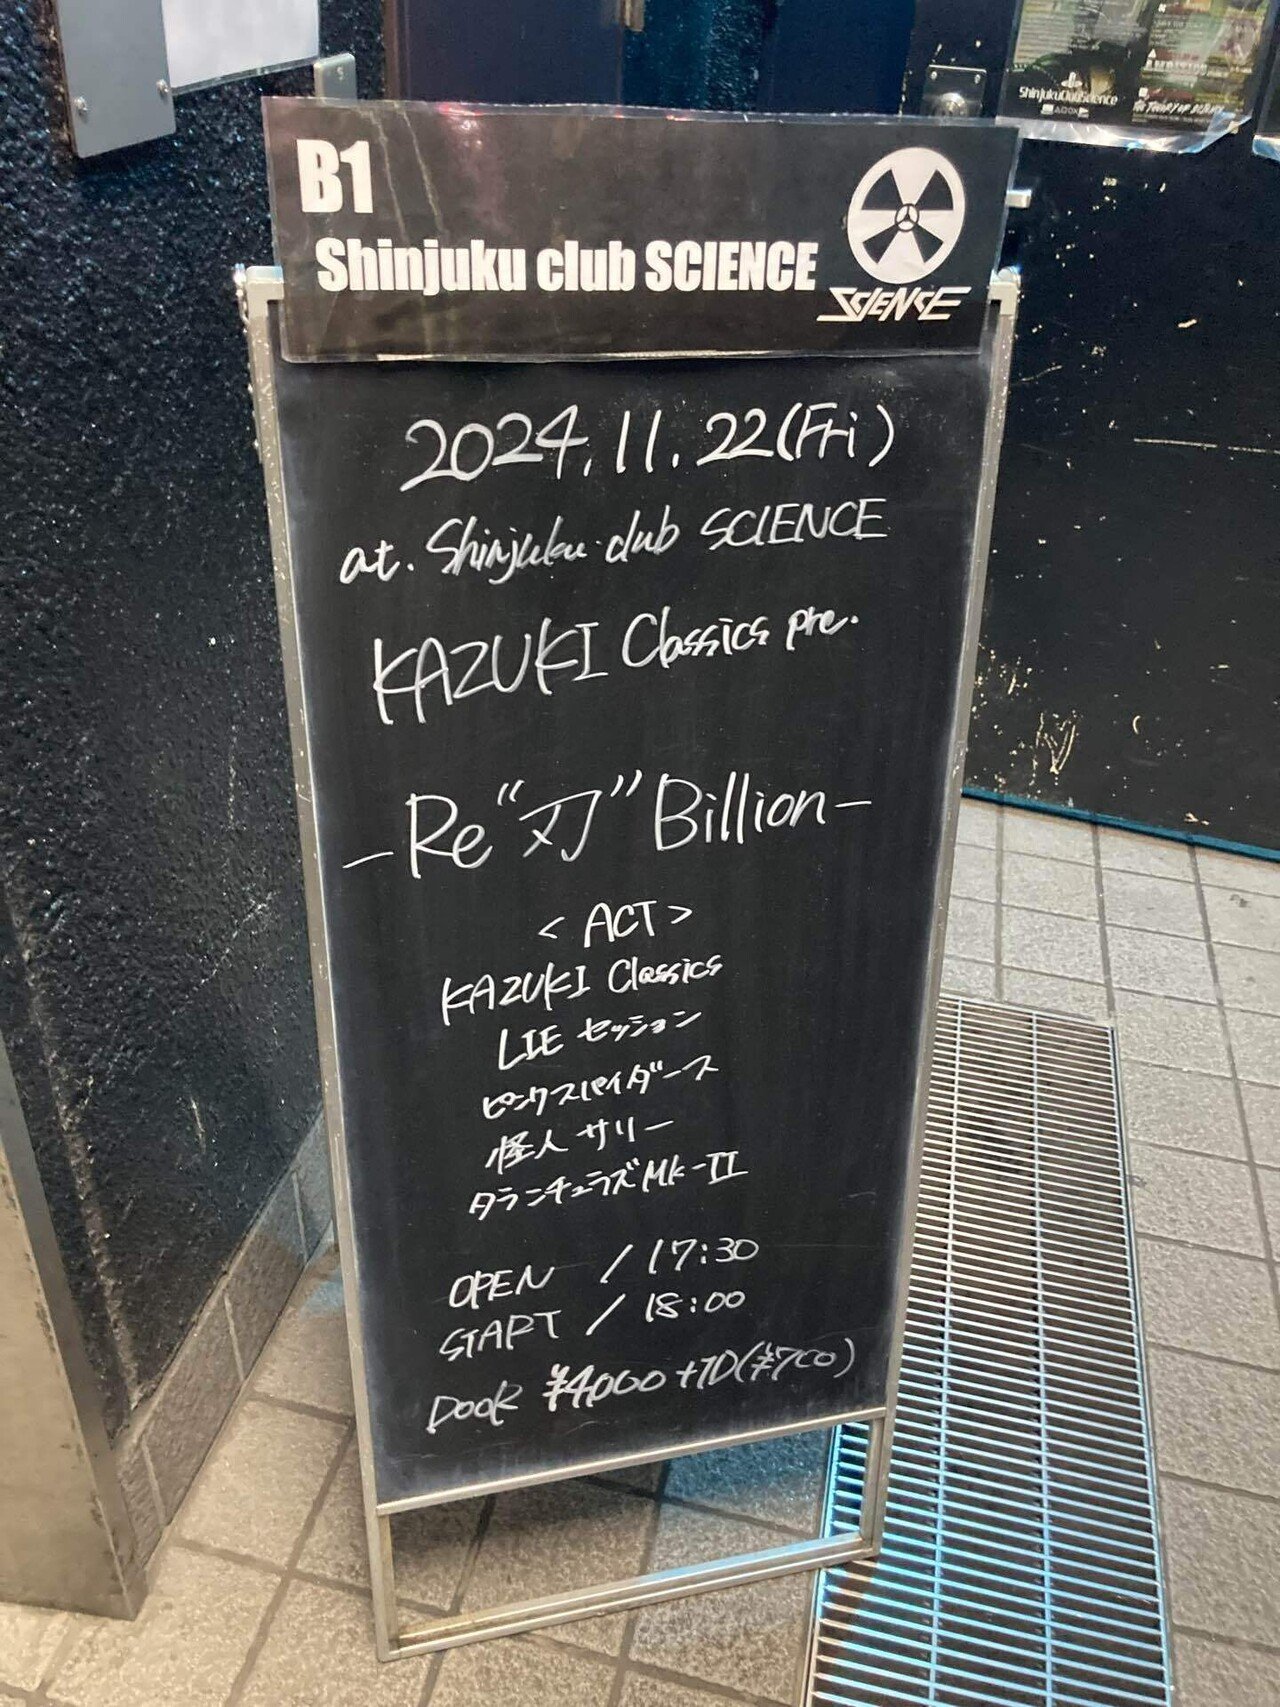 B1
Shinjuku club SCIENCE
SCIENCE
2024.11.22(Fri)
at. Shinjuku club SCIENCE
KAZUKI Classics pre.
-Re"刃"Billion-
<ACT>
KAZUKI Classics
LIE セッション
ピンクスパイダース
怪人サリー
タランチュラズMk-II
OPEN / 17:30
START / 18:00
DOOR ¥4,000+1D(¥700)
ShinjukuClubScience